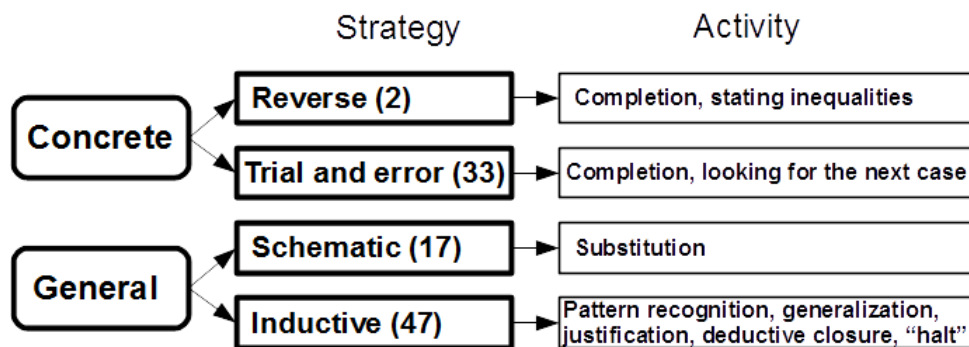 Strategy Activity
Concrete
Reverse (2)
Completion, stating inequalities
Trial and error (33)
Completion, looking for the next case
General
Schematic (17)
Substitution
Inductive (47)
Pattern recognition, generalization,
justification, deductive closure, “halt”